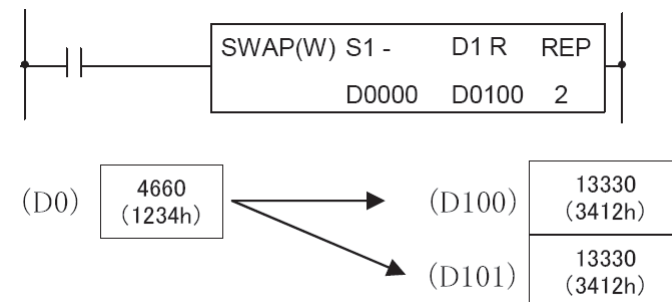 SWAP(W) S1 - D1 R REP
D0000 D0100 2
(D0) 4660 (1234h)
(D100) 13330 (3412h)
(D101) 13330 (3412h)